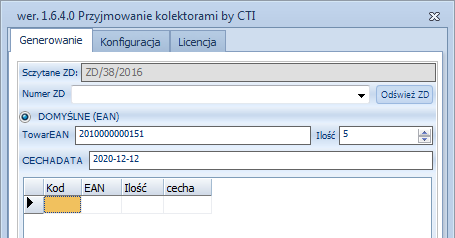 wer. 1.6.4.0 Przyjmowanie kolektorami by CTI
Generowanie Konfiguracja Licencja
Sczytane ZD: ZD/38/2016
Numer ZD Odśwież ZD
DOMYŚLNE (EAN)
TowarEAN 2010000000151 Ilość 5
CECHADATA 2020-12-12
Kod EAN Ilość cecha